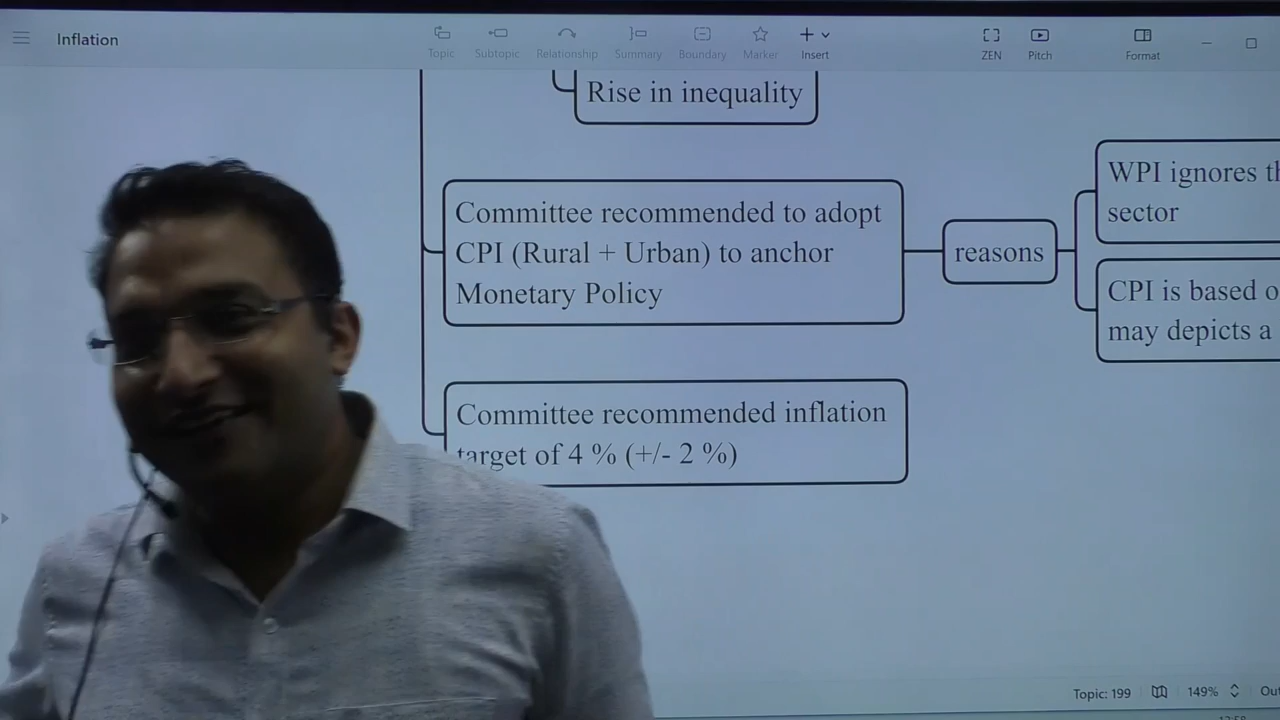 Inflation
Topic
Subtopic
Relationship
Summary
Boundary
Marker
Insert
ZEN
Pitch
Format
Rise in inequality
Committee recommended to adopt
CPI (Rural + Urban) to anchor
Monetary Policy
reasons
WPI ignores
sector
CPI is based
may depicts a
Committee recommended inflation
target of 4 % (+/- 2 %)
Topic: 199
149%